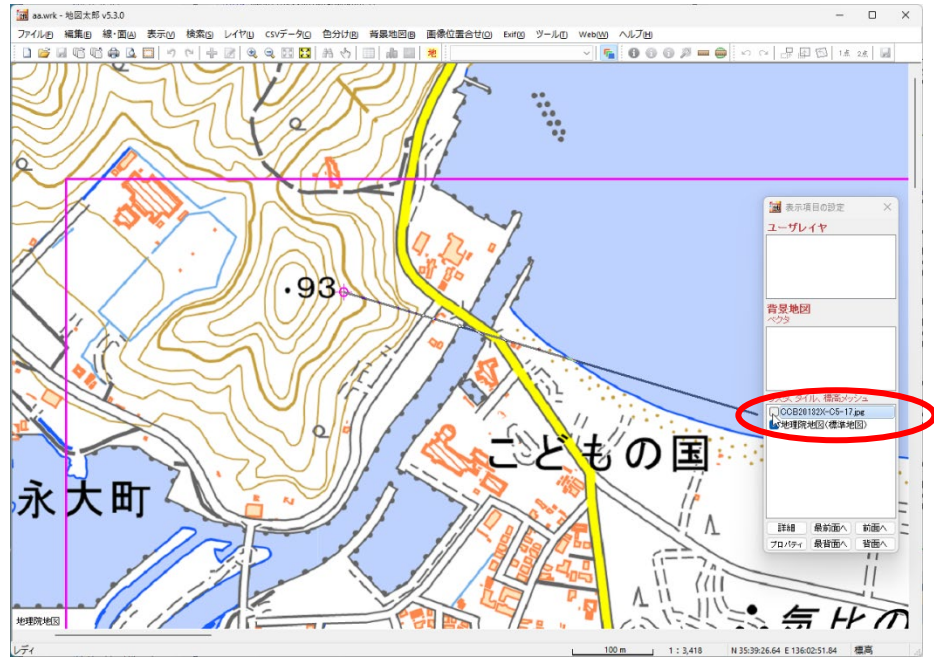 aa.wrk - 地図太郎 v5.3.0
ファイル(F) 編集(E) 線・面(A) 表示(V) 検索(S) レイヤ(L) CSVデータ(C) 色分け(B) 背景地図(B) 画像位置合せ(O) Exif(X) ツール(T) Web(W) ヘルプ(H)
地 1点 2点
表示項目の設定
ユーザレイヤ
背景地図
ベクタ
タイル、標高メッシュ
CCB20132X-C5-17.jpg
地理院地図(標準地図)
詳細 最前面へ 前面へ
プロパティ 最背面へ 背面へ
・93
こどもの国
永大町
気比の
地理院地図
レディ 100 m 1 : 3,418 N 35:39:26.64 E 136:02:51.84 標高